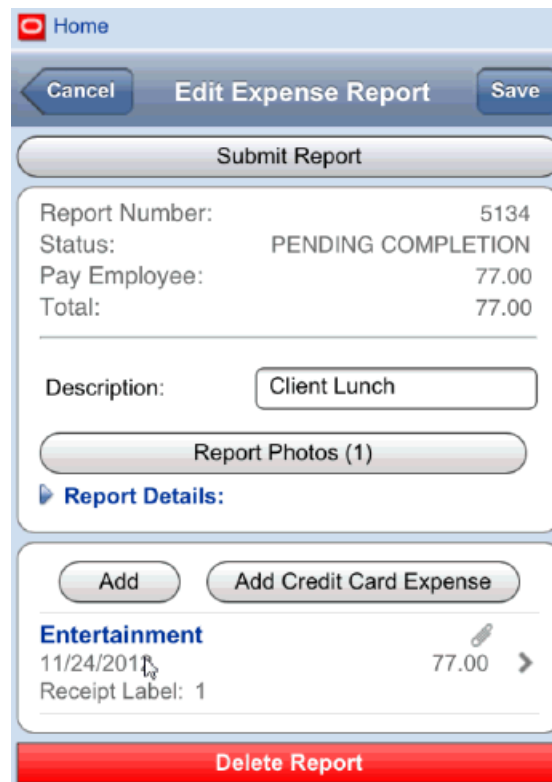 Home
Cancel Edit Expense Report Save
Submit Report
Report Number: 5134
Status: PENDING COMPLETION
Pay Employee: 77.00
Total: 77.00
Description: Client Lunch
Report Photos (1)
Report Details:
Add Add Credit Card Expense
Entertainment
77.00
Receipt Label: 1
Delete Report